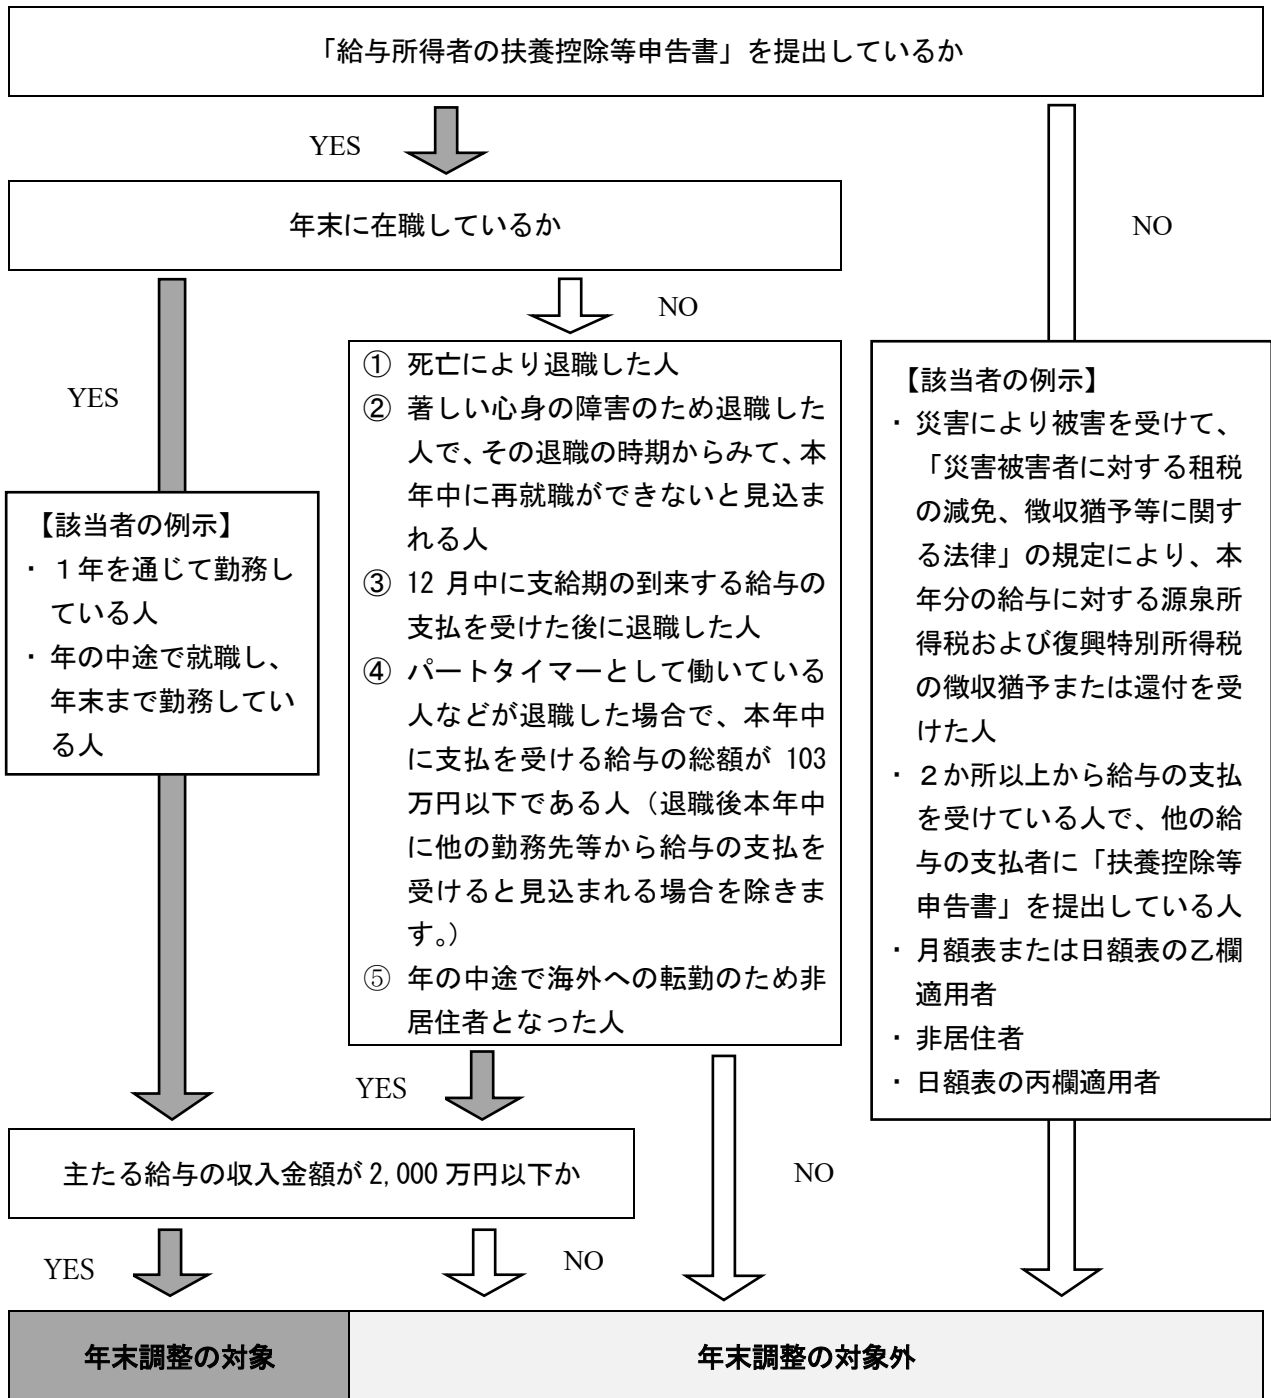 「給与所得者の扶養控除等申告書」を提出しているか
YES
NO
年末に在職しているか
YES
NO
【該当者の例示】
・ 1年を通じて勤務し
ている人
・ 年の中途で就職し、
年末まで勤務してい
る人
① 死亡により退職した人
② 著しい心身の障害のため退職した
人で、その退職の時期からみて、本
年中に再就職ができないと見込ま
れる人
③ 12月中に支給期の到来する給与の
支払を受けた後に退職した人
④ パートタイマーとして働いている
人などが退職した場合で、本年中
に支払を受ける給与の総額が 103
万円以下である人（退職後本年中
に他の勤務先等から給与の支払を
受けると見込まれる場合を除きま
す。）
⑤ 年の中途で海外への転勤のため非
居住者となった人
【該当者の例示】
・ 災害により被害を受けて、
「災害被害者に対する租税
の減免、徴収猶予等に関す
る法律」の規定により、本
年分の給与に対する源泉所
得税および復興特別所得税
の徴収猶予または還付を受
けた人
・ ２か所以上から給与の支払
を受けている人で、他の給
与の支払者に「扶養控除等
申告書」を提出している人
・ 月額表または日額表の乙欄
適用者
・ 非居住者
・ 日額表の丙欄適用者
YES
NO
主たる給与の収入金額が 2,000 万円以下か
YES
NO
年末調整の対象
年末調整の対象外